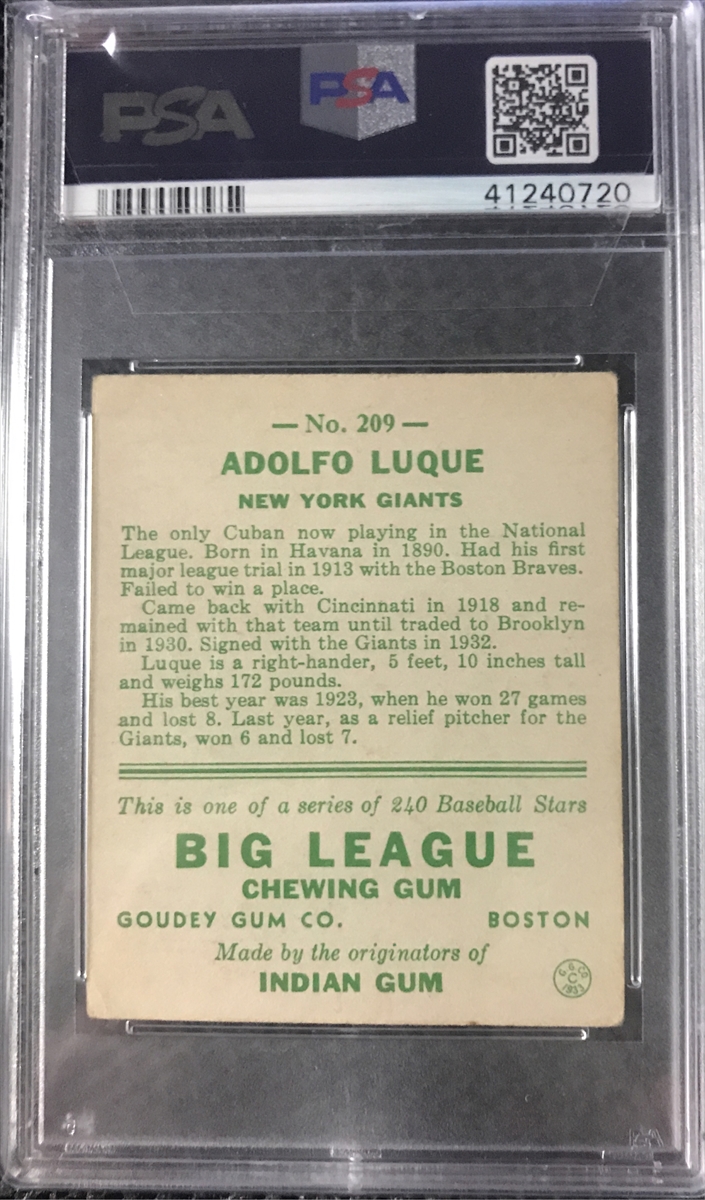 PSA
PSA
41240720
— No. 209 —
ADOLFO LUQUE
NEW YORK GIANTS
The only Cuban now playing in the National
League. Born in Havana in 1890. Had his first
major league trial in 1913 with the Boston Braves.
Failed to win a place.
Came back with Cincinnati in 1918 and re-
mained with that team until traded to Brooklyn
in 1930. Signed with the Giants in 1932.
Luque is a right-hander, 5 feet, 10 inches tall
and weighs 172 pounds.
His best year was 1923, when he won 27 games
and lost 8. Last year, as a relief pitcher for the
Giants, won 6 and lost 7.
This is one of a series of 240 Baseball Stars
BIG LEAGUE
CHEWING GUM
GOUDEY GUM CO. BOSTON
Made by the originators of
INDIAN GUM
G. G. CO.
C
1933